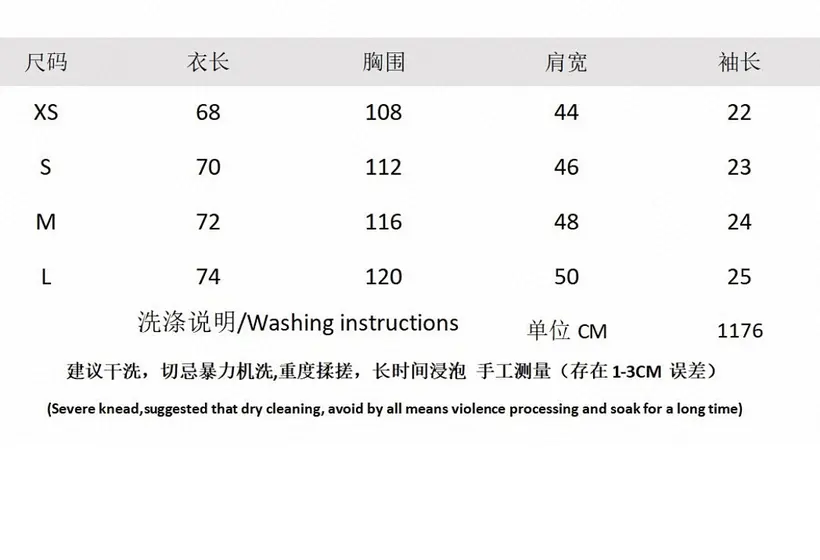 尺码 衣长 胸围 肩宽 袖长
XS 68 108 44 22
S 70 112 46 23
M 72 116 48 24
L 74 120 50 25
洗涤说明/Washing instructions 单位 CM 1176
建议干洗，切忌暴力机洗,重度揉搓，长时间浸泡 手工测量（存在 1-3CM 误差）
(Severe knead,suggested that dry cleaning, avoid by all means violence processing and soak for a long time)